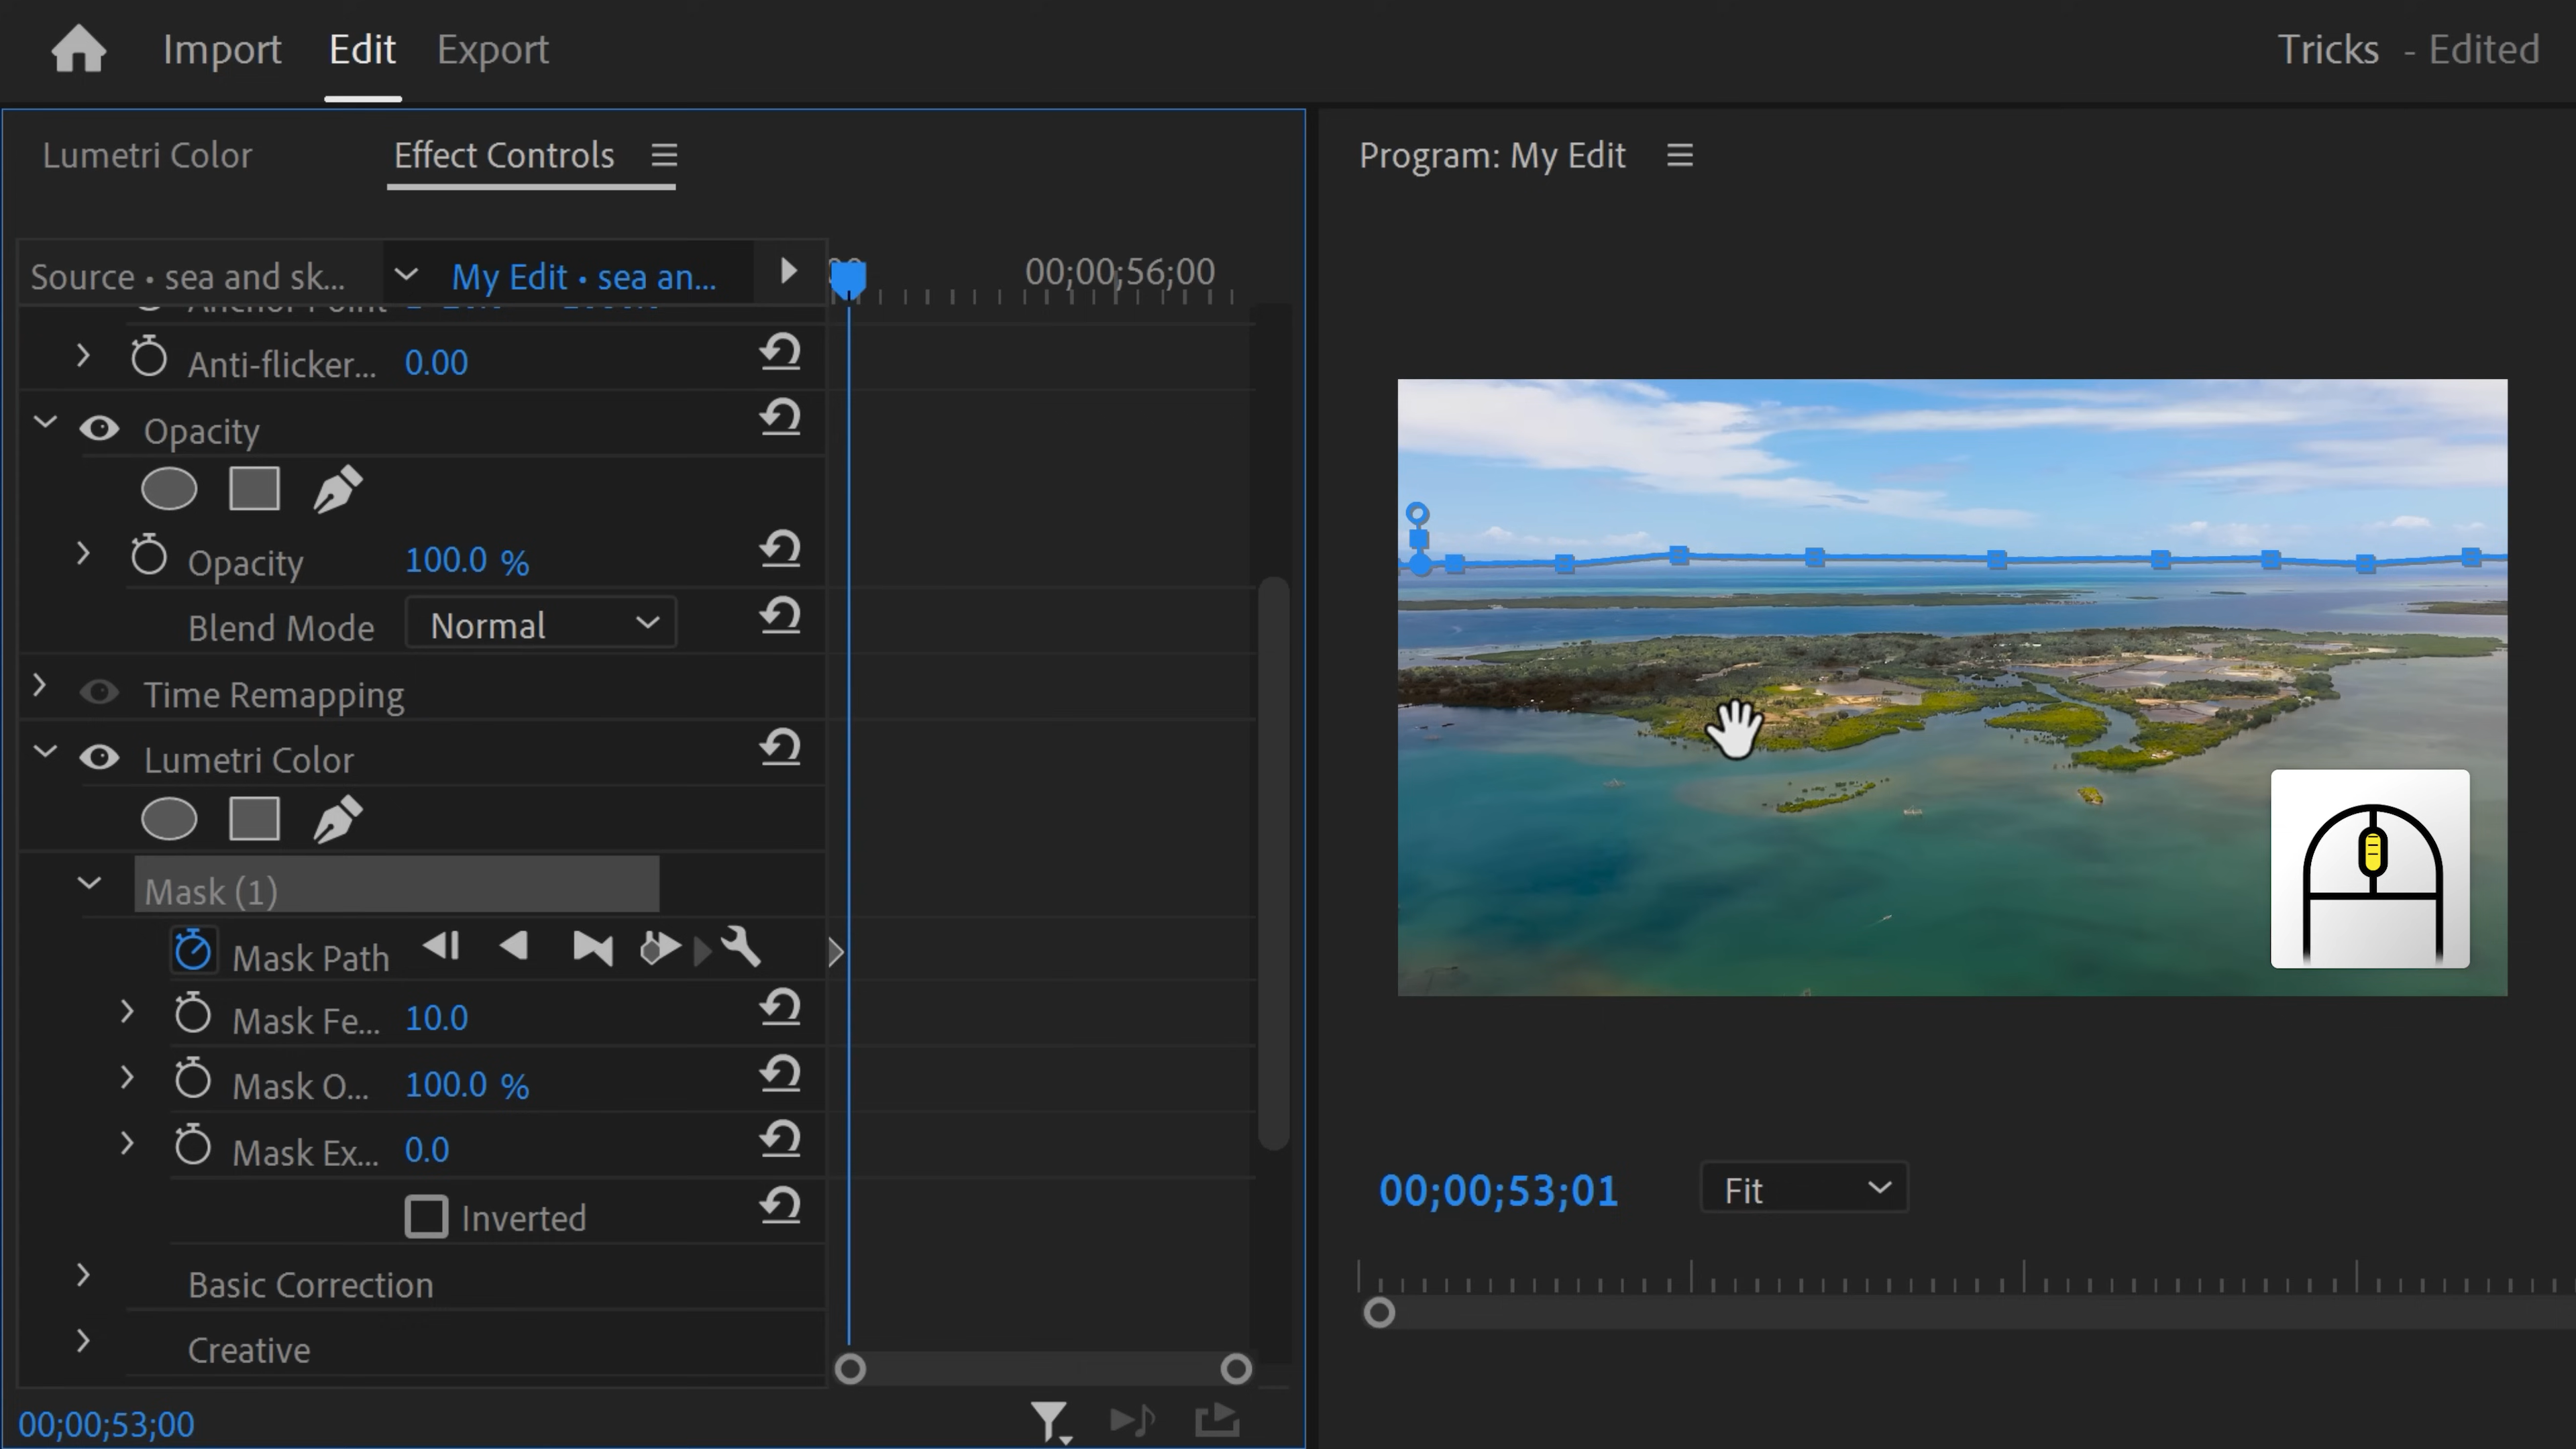 Import Edit Export Tricks - Edited
Lumetri Color Effect Controls Program: My Edit
Source • sea and sk... My Edit • sea an... 00;00;56;00
Anchor Point
Anti-flicker... 0.00
Opacity
Opacity 100.0 %
Blend Mode Normal
Time Remapping
Lumetri Color
Mask (1)
Mask Path
Mask Fe... 10.0
Mask O... 100.0 %
Mask Ex... 0.0
Inverted
Basic Correction
Creative
00;00;53;00
00;00;53;01 Fit